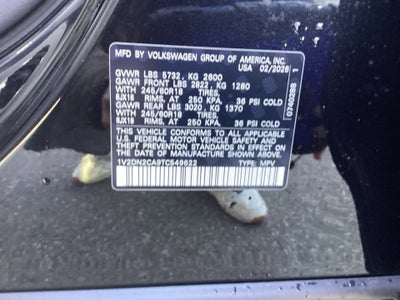 MFD BY VOLKSWAGEN GROUP OF AMERICA, INC.
USA 02/2026
GVWR LBS 5732, KG 2600
GAWR FRONT LBS 2822, KG 1280
WITH 245/60R18 TIRES,
8JX18 RIMS, AT 250 KPA, 36 PSI COLD
GAWR REAR LBS 3020, KG 1370
WITH 245/60R18 TIRES,
8JX18 RIMS, AT 250 KPA, 36 PSI COLD
THIS VEHICLE CONFORMS TO ALL APPLICABLE
U.S. FEDERAL MOTOR VEHICLE SAFETY AND
THEFT PREVENTION STANDARDS IN EFFECT ON
THE DATE OF MANUFACTURE SHOWN ABOVE.
1V2DN2CA9TC549622 TYPE: MPV
0740288 1